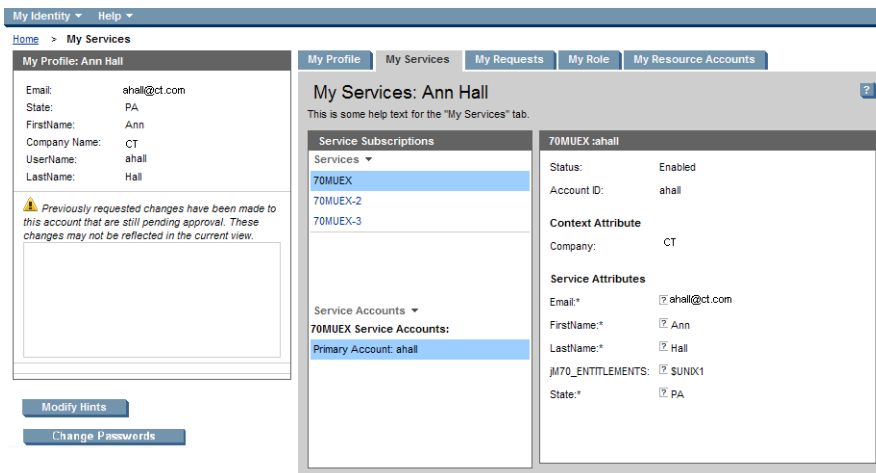 My Identity ▼ Help ▼
Home > My Services
My Profile: Ann Hall
Email: ahall@ct.com
State: PA
FirstName: Ann
Company Name: CT
UserName: ahall
LastName: Hall
Previously requested changes have been made to
this account that are still pending approval. These
changes may not be reflected in the current view.
Modify Hints
Change Passwords
My Profile My Services My Requests My Role My Resource Accounts
My Services: Ann Hall
?
This is some help text for the "My Services" tab.
Service Subscriptions
Services ▼
70MUEX
70MUEX-2
70MUEX-3
Service Accounts ▼
70MUEX Service Accounts:
Primary Account: ahall
70MUEX :ahall
Status: Enabled
Account ID: ahall
Context Attribute
Company: CT
Service Attributes
Email:* ? ahall@ct.com
FirstName:* ? Ann
LastName:* ? Hall
jM70_ENTITLEMENTS: ? $UNIX1
State:* ? PA